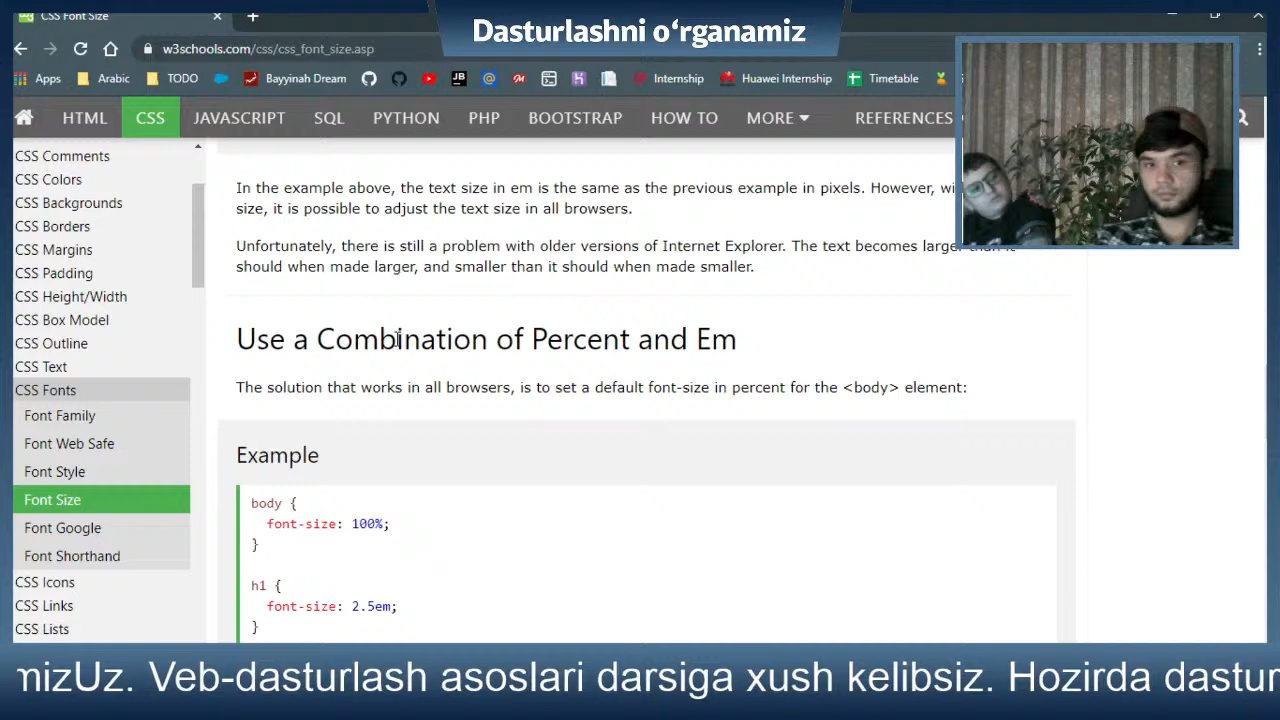 CSS Font Size
Dasturlashni o‘rganamiz
w3schools.com/css/css_font_size.asp
Apps Arabic TODO Bayyinah Dream JB Internship Huawei Internship Timetable
HTML CSS JAVASCRIPT SQL PYTHON PHP BOOTSTRAP HOW TO MORE REFERENCES
CSS Comments
CSS Colors
CSS Backgrounds
CSS Borders
CSS Margins
CSS Padding
CSS Height/Width
CSS Box Model
CSS Outline
CSS Text
CSS Fonts
Font Family
Font Web Safe
Font Style
Font Size
Font Google
Font Shorthand
CSS Icons
CSS Links
CSS Lists
In the example above, the text size in em is the same as the previous example in pixels. However,
size, it is possible to adjust the text size in all browsers.
Unfortunately, there is still a problem with older versions of Internet Explorer. The text becomes larger than it
should when made larger, and smaller than it should when made smaller.
Use a Combination of Percent and Em
The solution that works in all browsers, is to set a default font-size in percent for the <body> element:
Example
body {
font-size: 100%;
}
h1 {
font-size: 2.5em;
}
mizUz. Veb-dasturlash asoslari darsiga xush kelibsiz. Hozirda dastur